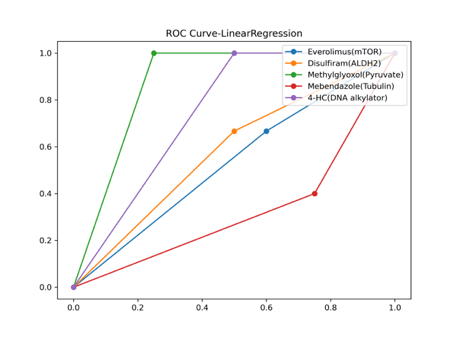 ROC Curve-LinearRegression
1.0
0.8
0.6
0.4
0.2
0.0
Everolimus(mTOR)
Disulfiram(ALDH2)
Methylglyoxol(Pyruvate)
Mebendazole(Tubulin)
4-HC(DNA alkylator)
0.0 0.2 0.4 0.6 0.8 1.0